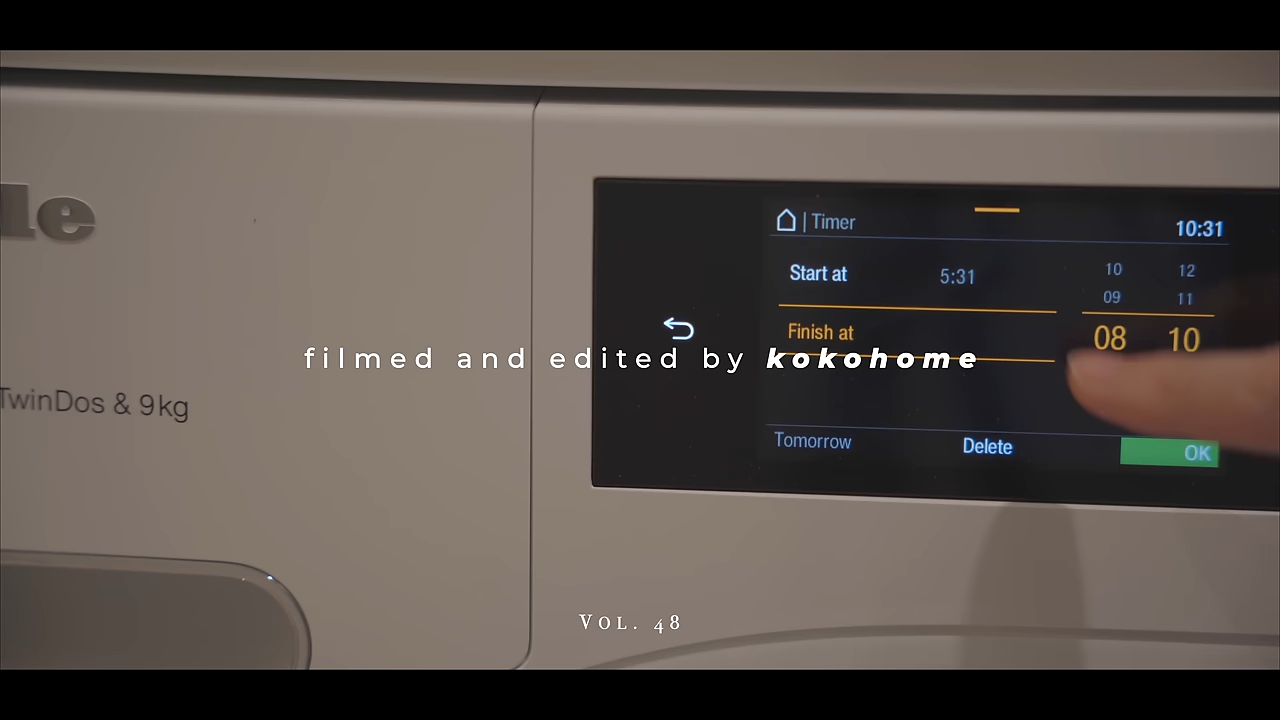 le
TwinDos & 9kg
| Timer
10:31
Start at 5:31
10 12
09 11
Finish at
08 10
filmed and edited by kokohome
Tomorrow Delete OK
Vol. 48